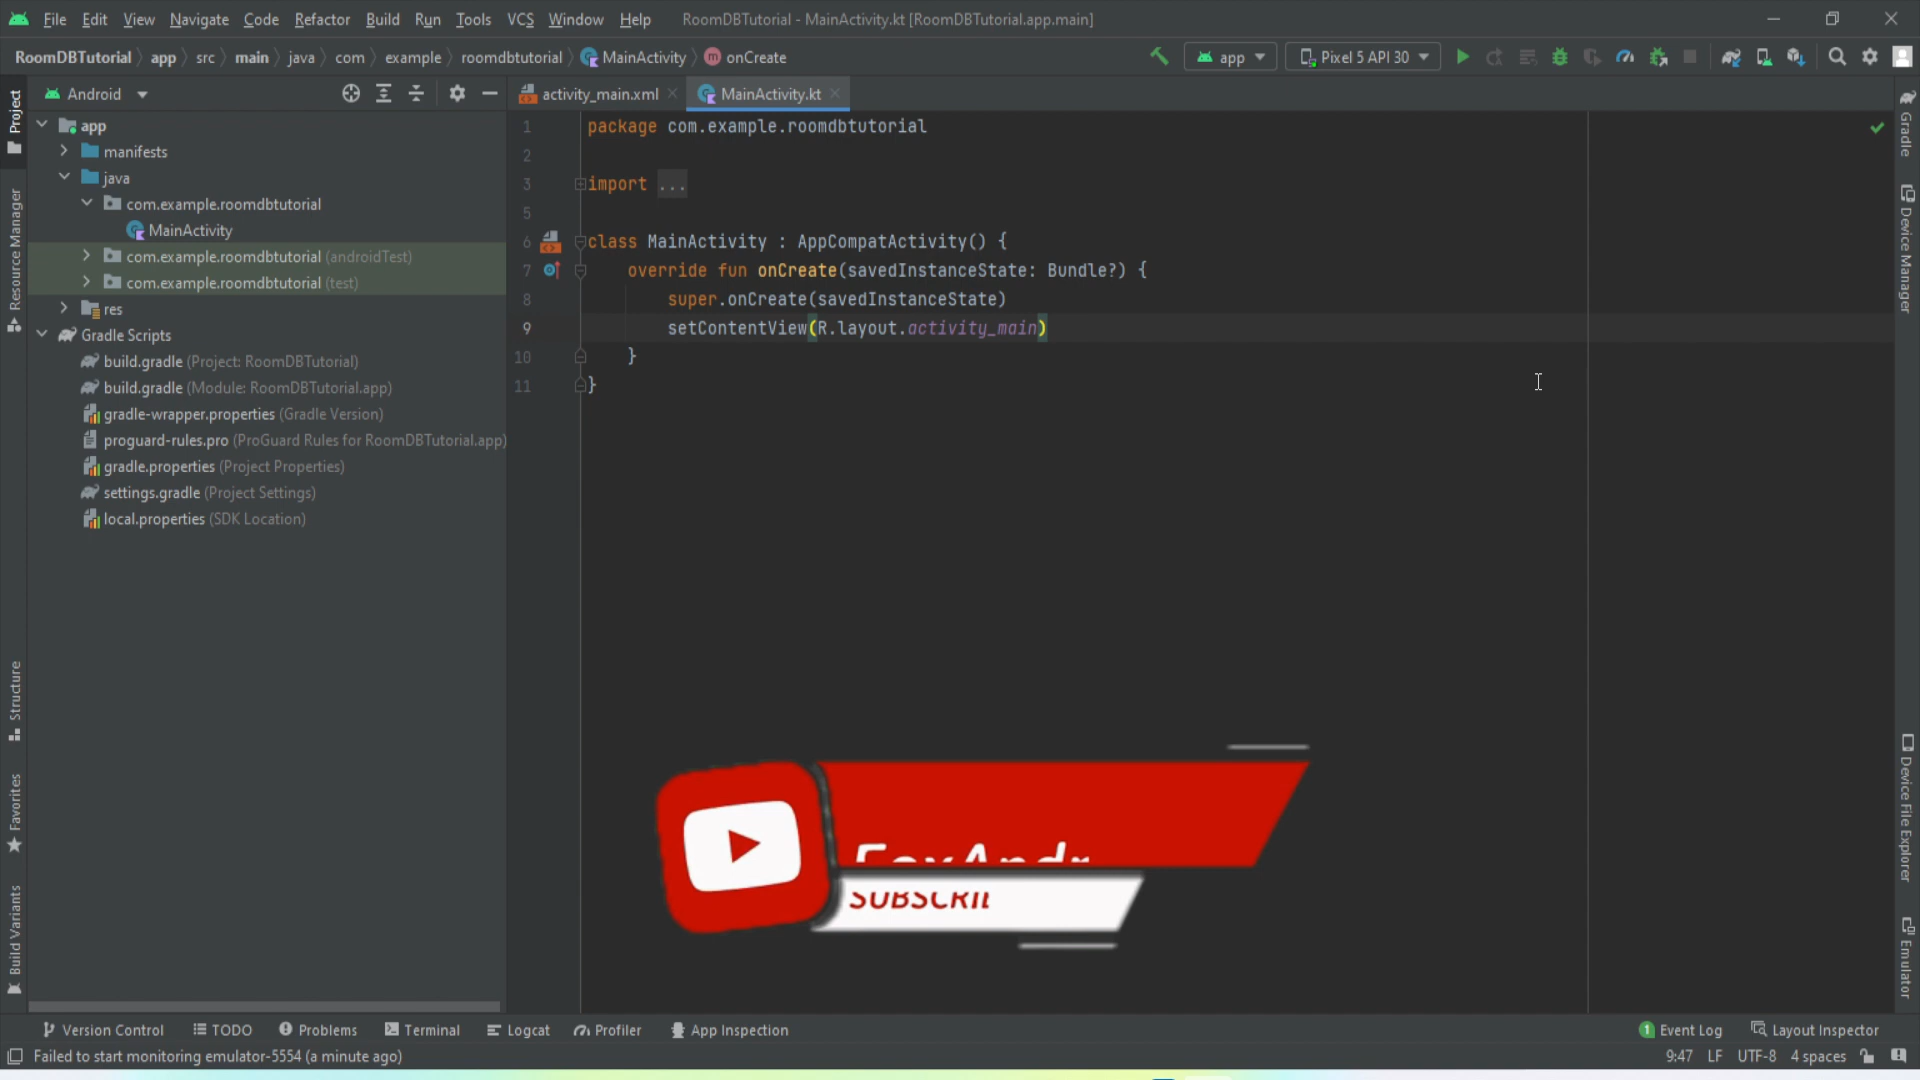 File Edit View Navigate Code Refactor Build Run Tools VCS Window Help RoomDBTutorial - MainActivity.kt [RoomDBTutorial.app.main]
RoomDBTutorial app src main java com example roomdbtutorial MainActivity onCreate app Pixel 5 API 30
Android
activity_main.xml MainActivity.kt
Project
Resource Manager
Structure
Favorites
Build Variants
app
manifests
java
com.example.roomdbtutorial
MainActivity
com.example.roomdbtutorial (androidTest)
com.example.roomdbtutorial (test)
res
Gradle Scripts
build.gradle (Project: RoomDBTutorial)
build.gradle (Module: RoomDBTutorial.app)
gradle-wrapper.properties (Gradle Version)
proguard-rules.pro (ProGuard Rules for RoomDBTutorial.app)
gradle.properties (Project Properties)
settings.gradle (Project Settings)
local.properties (SDK Location)
1 package com.example.roomdbtutorial
2
3 import ...
5
6 class MainActivity : AppCompatActivity() {
7 override fun onCreate(savedInstanceState: Bundle?) {
8 super.onCreate(savedInstanceState)
9 setContentView(R.layout.activity_main)
10 }
11 }
Gradle
Device Manager
Device File Explorer
Emulator
Version Control TODO Problems Terminal Logcat Profiler App Inspection 1 Event Log Layout Inspector
Failed to start monitoring emulator-5554 (a minute ago) 9:47 LF UTF-8 4 spaces